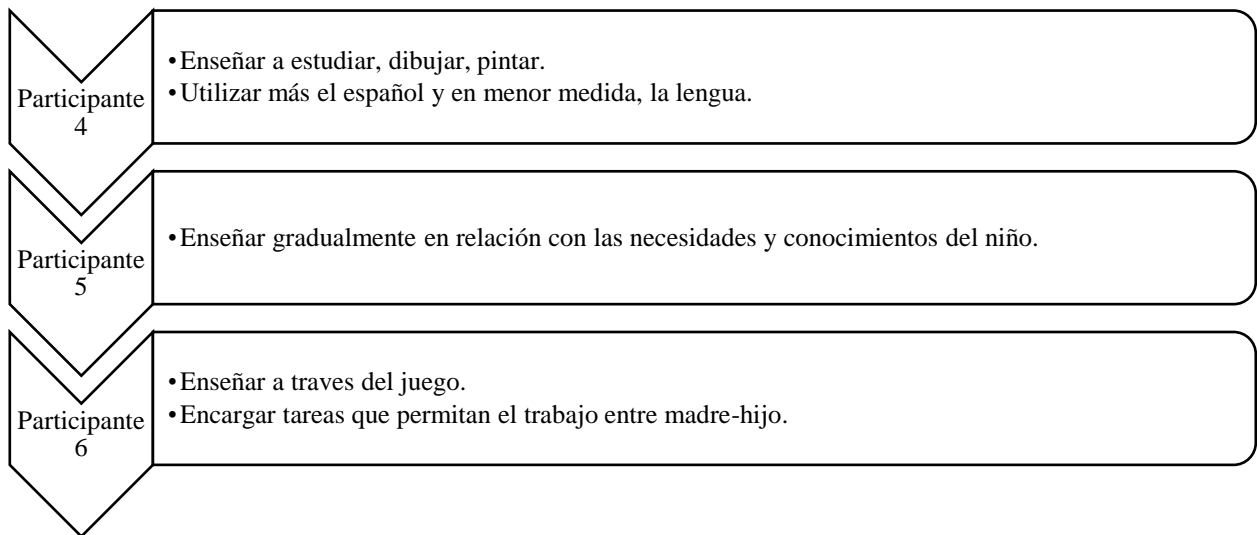 Participante
4
•Enseñar a estudiar, dibujar, pintar.
•Utilizar más el español y en menor medida, la lengua.
Participante
5
•Enseñar gradualmente en relación con las necesidades y conocimientos del niño.
Participante
6
•Enseñar a traves del juego.
•Encargar tareas que permitan el trabajo entre madre-hijo.